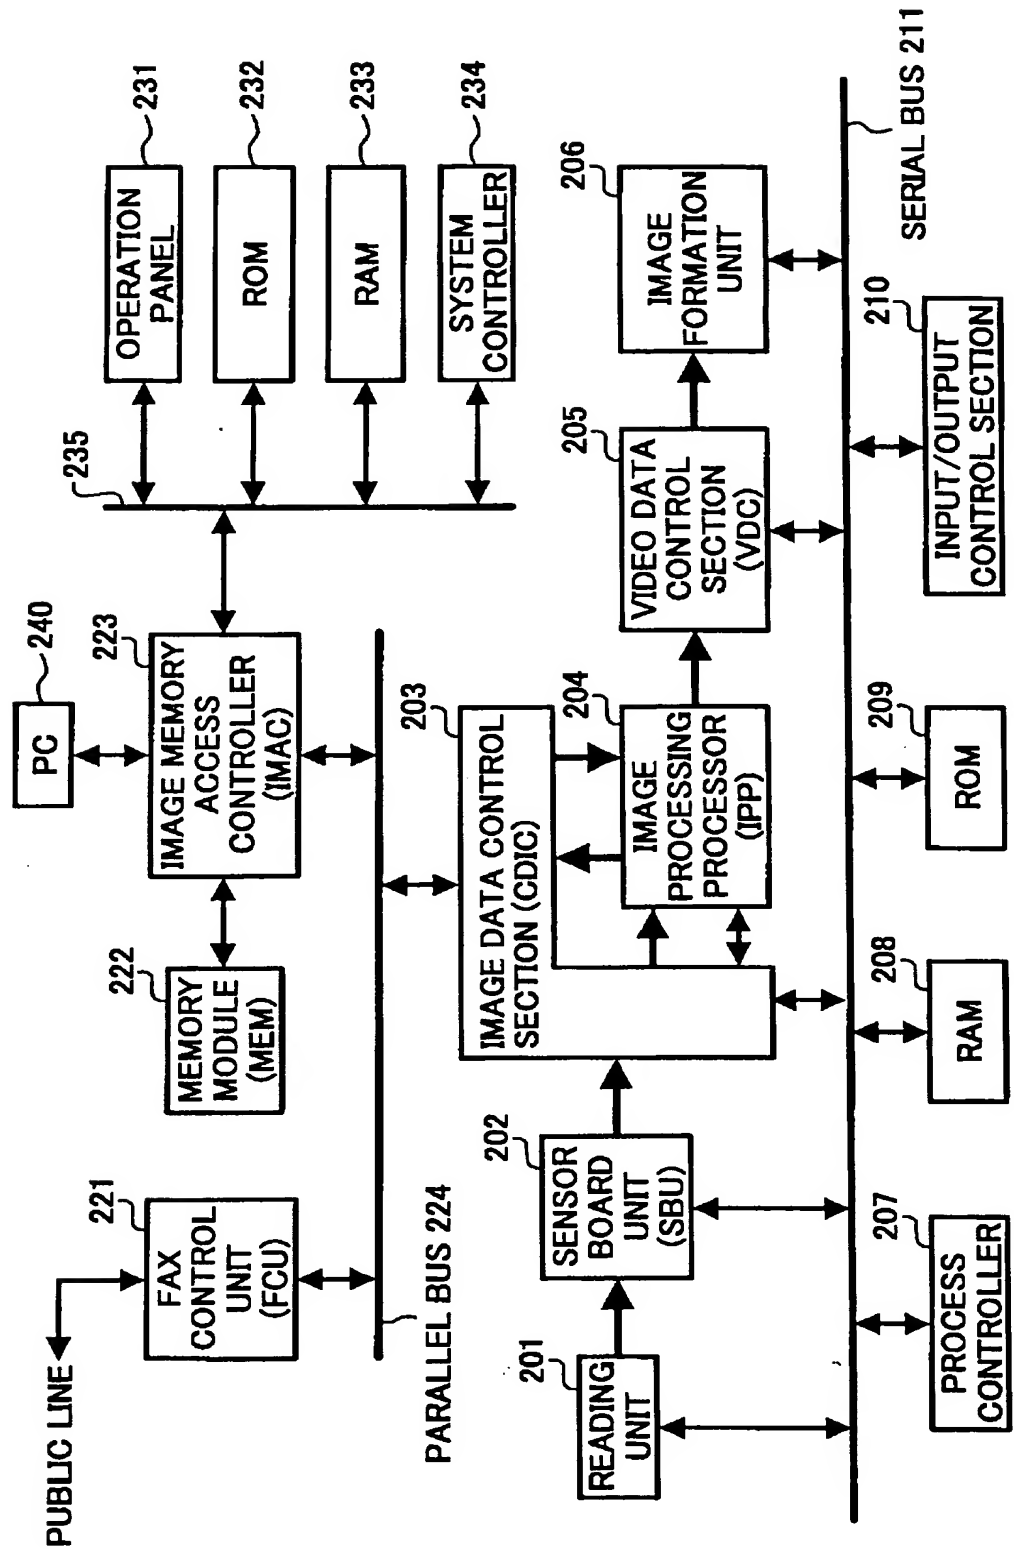 PUBLIC LINE
221
FAX
CONTROL
UNIT
(FCU)
222
MEMORY
MODULE
(MEM)
PC
240
223
IMAGE MEMORY
ACCESS
CONTROLLER
(IMAC)
235
OPERATION
PANEL
231
ROM
232
RAM
233
SYSTEM
CONTROLLER
234
PARALLEL BUS 224
201
READING
UNIT
202
SENSOR
BOARD
UNIT
(SBU)
203
IMAGE DATA CONTROL
SECTION (CDIC)
204
IMAGE
PROCESSING
PROCESSOR
(IPP)
205
VIDEO DATA
CONTROL
SECTION
(VDC)
206
IMAGE
FORMATION
UNIT
SERIAL BUS 211
207
PROCESS
CONTROLLER
208
RAM
209
ROM
210
INPUT/OUTPUT
CONTROL SECTION